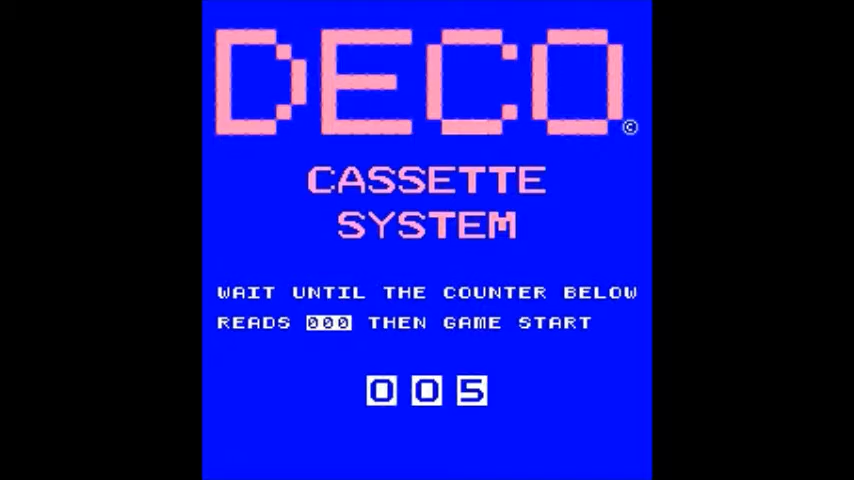 DECO©
CASSETTE
SYSTEM
WAIT UNTIL THE COUNTER BELOW
READS 000 THEN GAME START
005